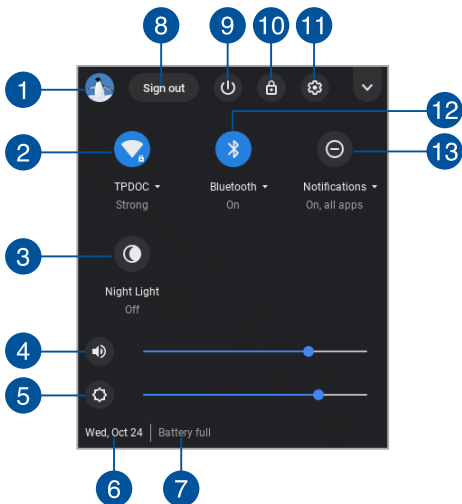 8 9 10 11
1 Sign out
12
2 13
TPDOC Bluetooth Notifications
Strong On On, all apps
3
Night Light
Off
4
5
Wed, Oct 24 Battery full
6 7